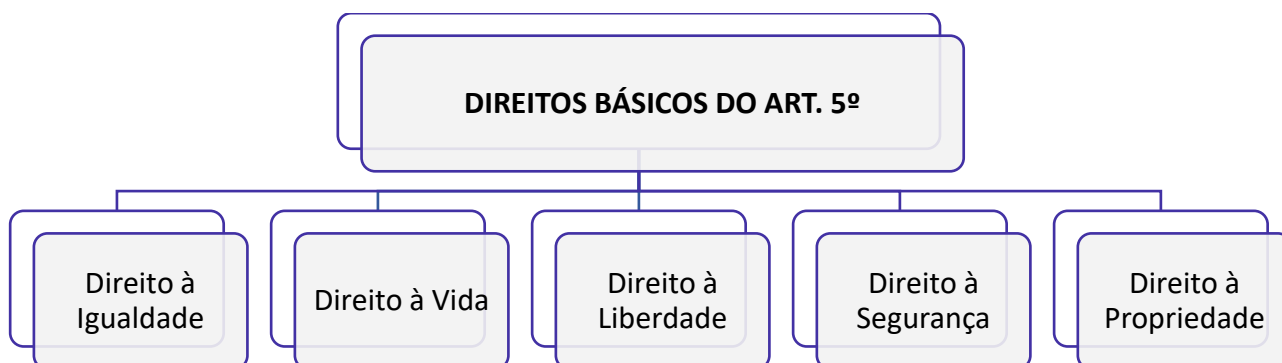 DIREITOS BÁSICOS DO ART. 5º
Direito à
Igualdade
Direito à Vida
Direito à
Liberdade
Direito à
Segurança
Direito à
Propriedade